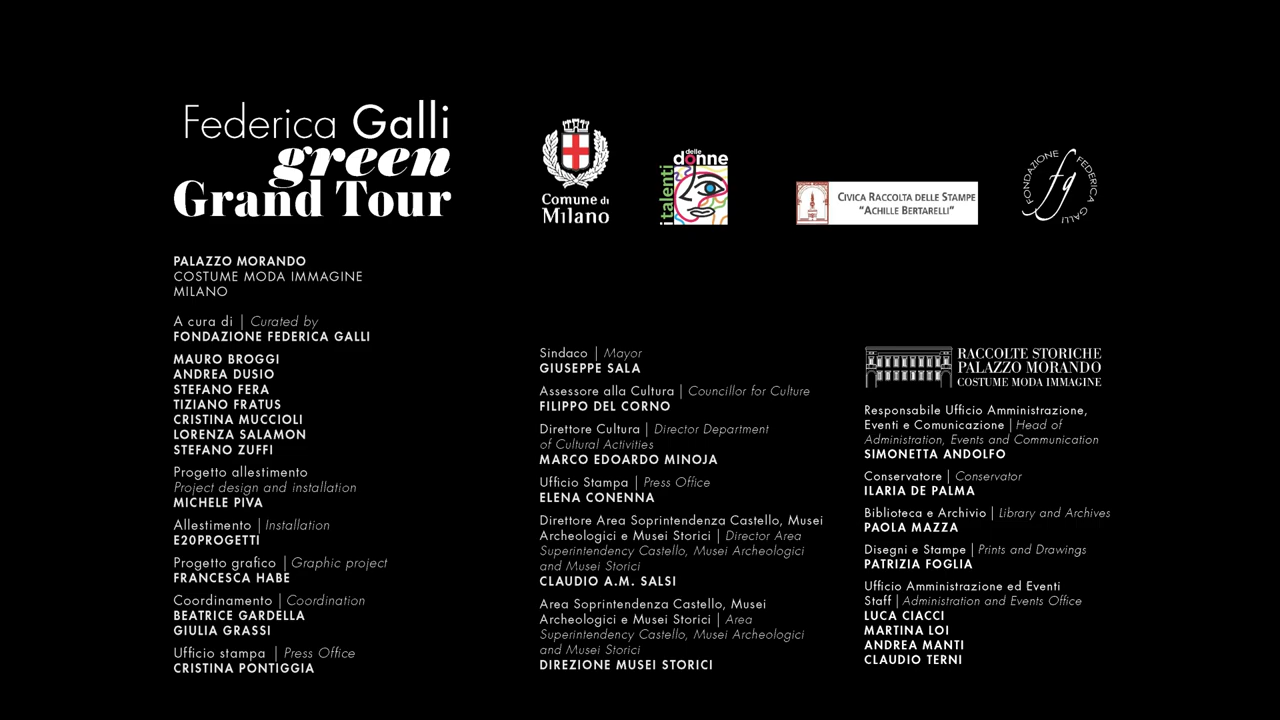 Federica Galli
green
Grand Tour
PALAZZO MORANDO
COSTUME MODA IMMAGINE
MILANO
A cura di | Curated by
FONDAZIONE FEDERICA GALLI
MAURO BROGGI
ANDREA DUSIO
STEFANO FERA
TIZIANO FRATUS
CRISTINA MUCCIOLI
LORENZA SALAMON
STEFANO ZUFFI
Progetto allestimento
Project design and installation
MICHELE PIVA
Allestimento | Installation
E20PROGETTI
Progetto grafico | Graphic project
FRANCESCA HABE
Coordinamento | Coordination
BEATRICE GARDELLA
GIULIA GRASSI
Ufficio stampa | Press Office
CRISTINA PONTIGGIA
Comune di
Milano
i talenti
delle
donne
CIVICA RACCOLTA DELLE STAMPE
"ACHILLE BERTARELLI"
FONDAZIONE FEDERICA GALLI
fg
Sindaco | Mayor
GIUSEPPE SALA
Assessore alla Cultura | Councillor for Culture
FILIPPO DEL CORNO
Direttore Cultura | Director Department
of Cultural Activities
MARCO EDOARDO MINOJA
Ufficio Stampa | Press Office
ELENA CONENNA
Direttore Area Soprintendenza Castello, Musei
Archeologici e Musei Storici | Director Area
Superintendency Castello, Musei Archeologici
and Musei Storici
CLAUDIO A.M. SALSI
Area Soprintendenza Castello, Musei
Archeologici e Musei Storici | Area
Superintendency Castello, Musei Archeologici
and Musei Storici
DIREZIONE MUSEI STORICI
RACCOLTE STORICHE
PALAZZO MORANDO
COSTUME MODA IMMAGINE
Responsabile Ufficio Amministrazione,
Eventi e Comunicazione | Head of
Administration, Events and Communication
SIMONETTA ANDOLFO
Conservatore | Conservator
ILARIA DE PALMA
Biblioteca e Archivio | Library and Archives
PAOLA MAZZA
Disegni e Stampe | Prints and Drawings
PATRIZIA FOGLIA
Ufficio Amministrazione ed Eventi
Staff | Administration and Events Office
LUCA CIACCI
MARTINA LOI
ANDREA MANTI
CLAUDIO TERNI